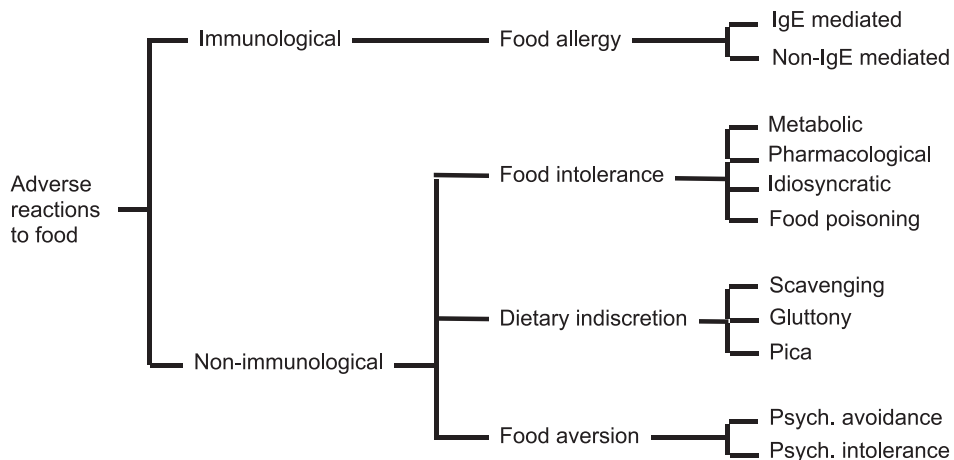 Adverse
reactions
to food
Immunological
Food allergy
IgE mediated
Non-IgE mediated
Non-immunological
Food intolerance
Metabolic
Pharmacological
Idiosyncratic
Food poisoning
Dietary indiscretion
Scavenging
Gluttony
Pica
Food aversion
Psych. avoidance
Psych. intolerance